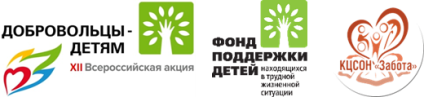 ДОБРОВОЛЬЦЫ -
ДЕТЯМ
XII Всероссийская акция
ФОНД
ПОДДЕРЖКИ
ДЕТЕЙ
НАХОДЯЩИХСЯ
В ТРУДНОЙ
ЖИЗНЕННОЙ
СИТУАЦИИ
КЦСОН «Забота»